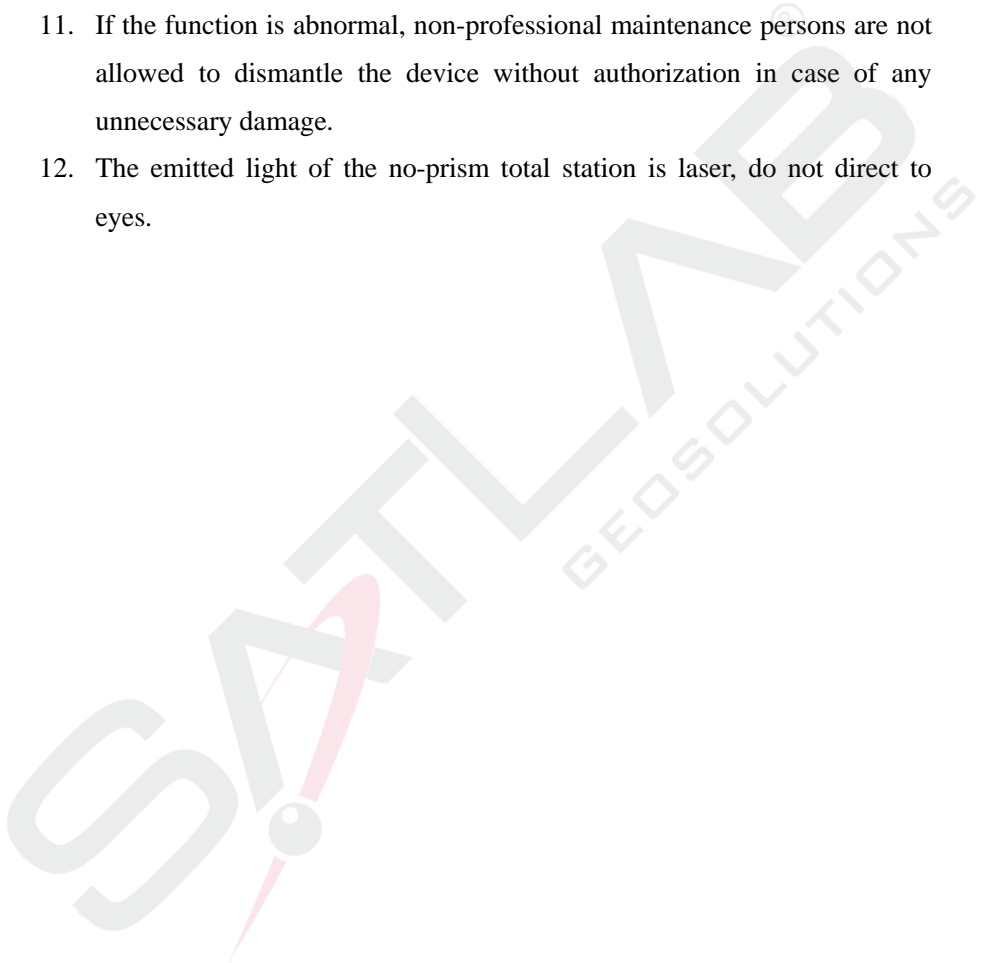 11. If the function is abnormal, non-professional maintenance persons are not
allowed to dismantle the device without authorization in case of any
unnecessary damage.
12. The emitted light of the no-prism total station is laser, do not direct to
eyes.
SATLAB ®
GEOSOLUTIONS